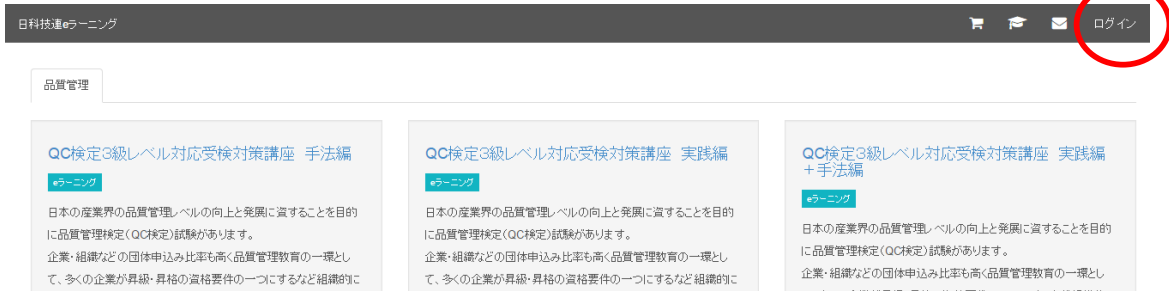 日科技連eラーニング
ログイン
品質管理
QC検定3級レベル対応受検対策講座 手法編
eラーニング
日本の産業界の品質管理レベルの向上と発展に資することを目的
に品質管理検定(QC検定)試験があります。
企業・組織などの団体申込み比率も高く品質管理教育の一環とし
て、多くの企業が昇級・昇格の資格要件の一つにするなど組織的に
QC検定3級レベル対応受検対策講座 実践編
eラーニング
日本の産業界の品質管理レベルの向上と発展に資することを目的
に品質管理検定(QC検定)試験があります。
企業・組織などの団体申込み比率も高く品質管理教育の一環とし
て、多くの企業が昇級・昇格の資格要件の一つにするなど組織的に
QC検定3級レベル対応受検対策講座 実践編
+手法編
eラーニング
日本の産業界の品質管理レベルの向上と発展に資することを目的
に品質管理検定(QC検定)試験があります。
企業・組織などの団体申込み比率も高く品質管理教育の一環とし